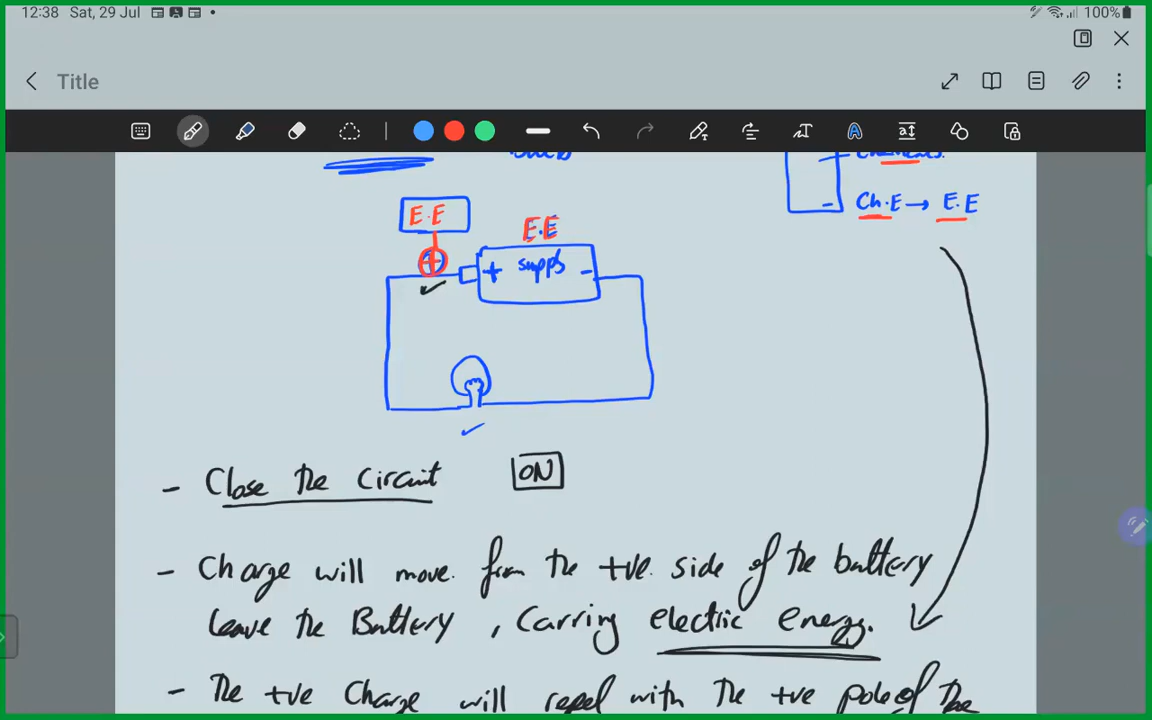 12:38 Sat, 29 Jul
100%
Title
Ch.E → E.E
E.E
E.E
+ supply -
- Close the Circuit ON
- Charge will move. from the +ve. side of the battery
leave the Battery , Carring electric energy.
- The +ve Charge will repel with the +ve pole of the